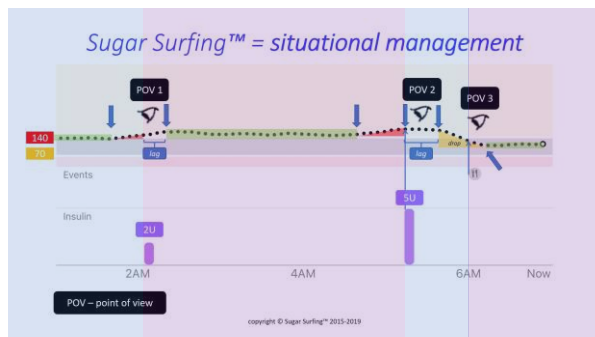 Sugar Surfing™ = situational management
POV 1
POV 2
POV 3
140
70
lag
lag
drop
Events
Insulin
2U
5U
2AM
4AM
6AM
Now
POV – point of view
copyright © Sugar Surfing™ 2015-2019